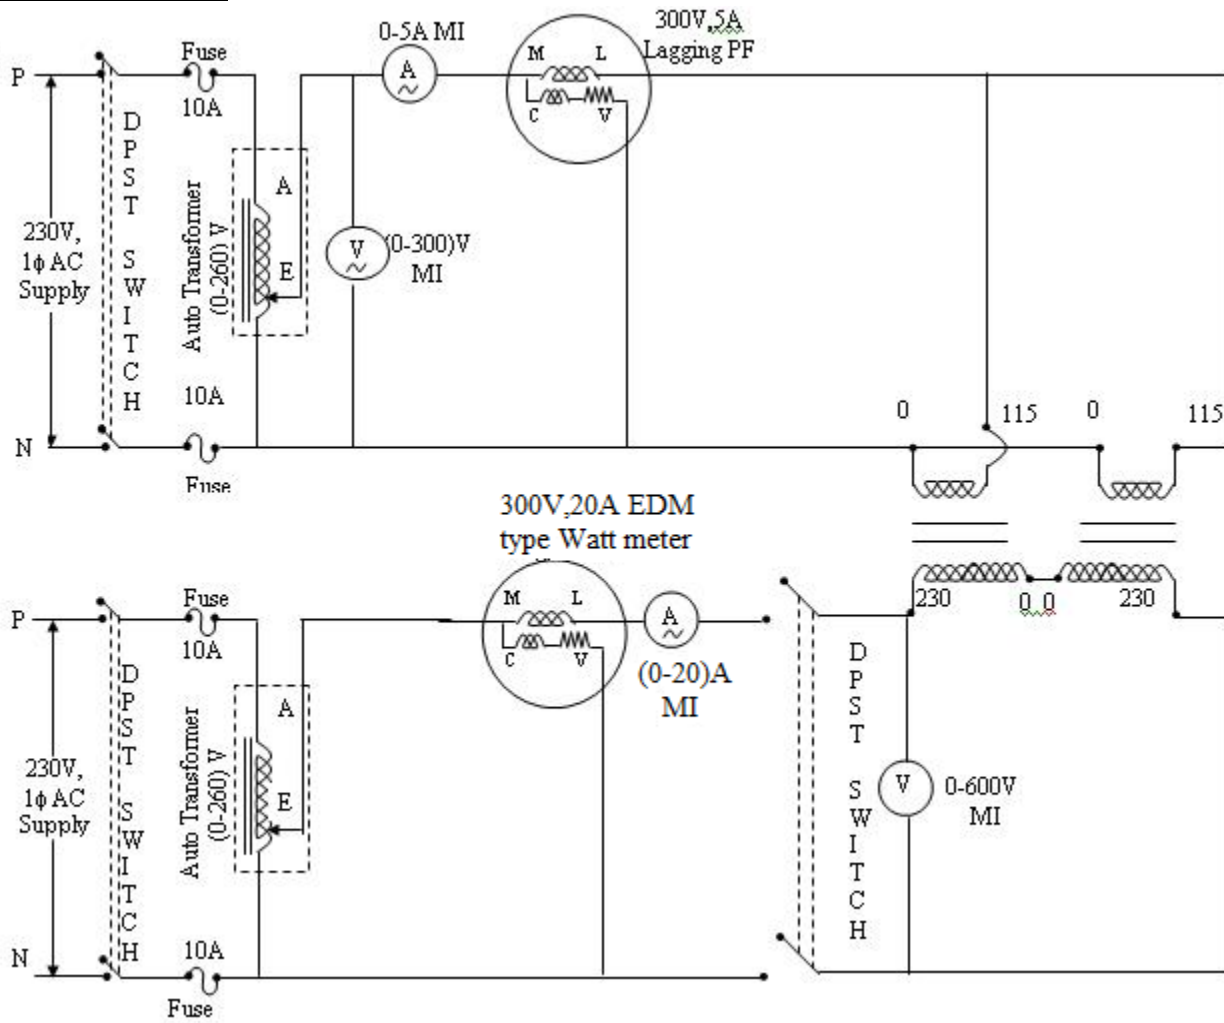 300V,5A
Lagging PF
0-5A MI
Fuse
M L
A
P
10A
C V
D
P
S
T
S
W
I
T
C
H
Auto Transformer
(0-260) V
A
230V,
1ϕ AC
Supply
V
(0-300)V
MI
E
10A
0 115 0 115
N
Fuse
300V,20A EDM
type Watt meter
230 0 0 230
Fuse
M L
A
P
10A
C V
(0-20)A
MI
D
P
S
T
S
W
I
T
C
H
Auto Transformer
(0-260) V
A
230V,
1ϕ AC
Supply
E
D
P
S
T
S
W
I
T
C
H
V
0-600V
MI
N
10A
Fuse